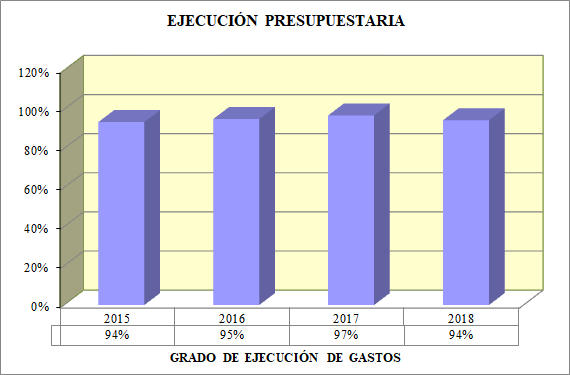 EJECUCIÓN PRESUPUESTARIA
120%
100%
80%
60%
40%
20%
0%
2015 2016 2017 2018
94% 95% 97% 94%
GRADO DE EJECUCIÓN DE GASTOS